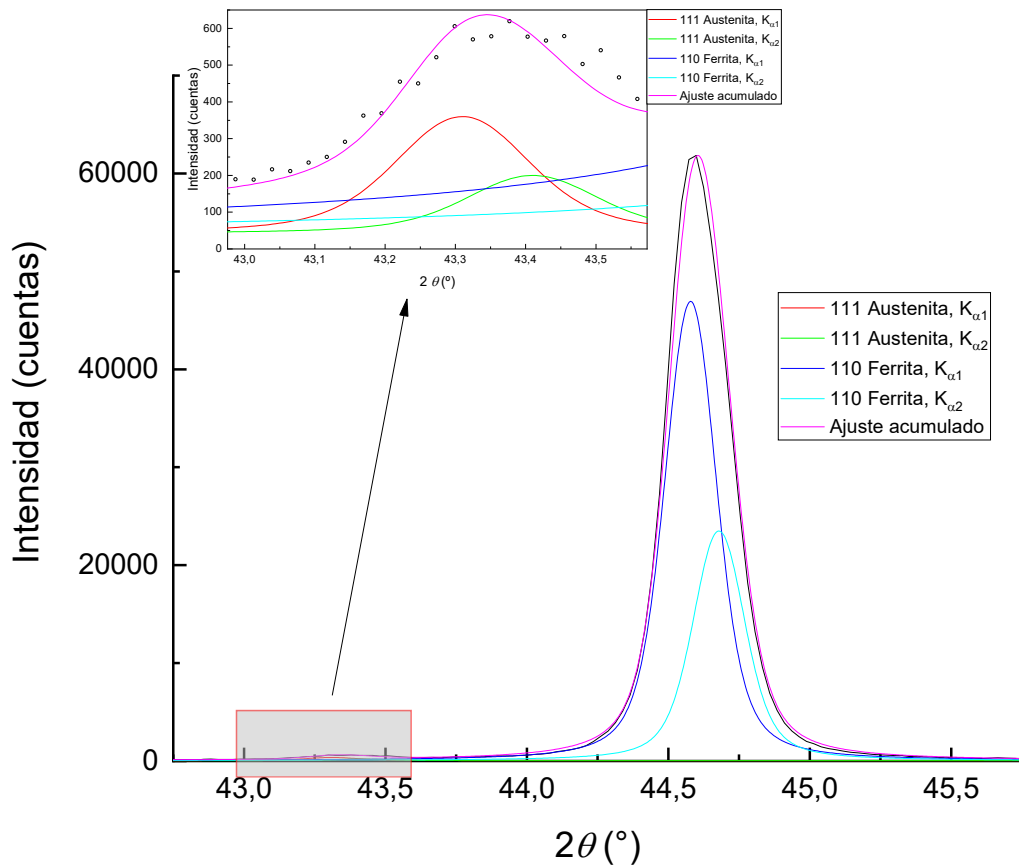 600
500
400
300
200
100
0
Intensidad (cuentas)
43,0
43,1
43,2
43,3
43,4
43,5
2 θ (º)
111 Austenita, Kα1
111 Austenita, Kα2
110 Ferrita, Kα1
110 Ferrita, Kα2
Ajuste acumulado
60000
40000
20000
0
Intensidad (cuentas)
111 Austenita, Kα1
111 Austenita, Kα2
110 Ferrita, Kα1
110 Ferrita, Kα2
Ajuste acumulado
43,0
43,5
44,0
44,5
45,0
45,5
2θ (°)